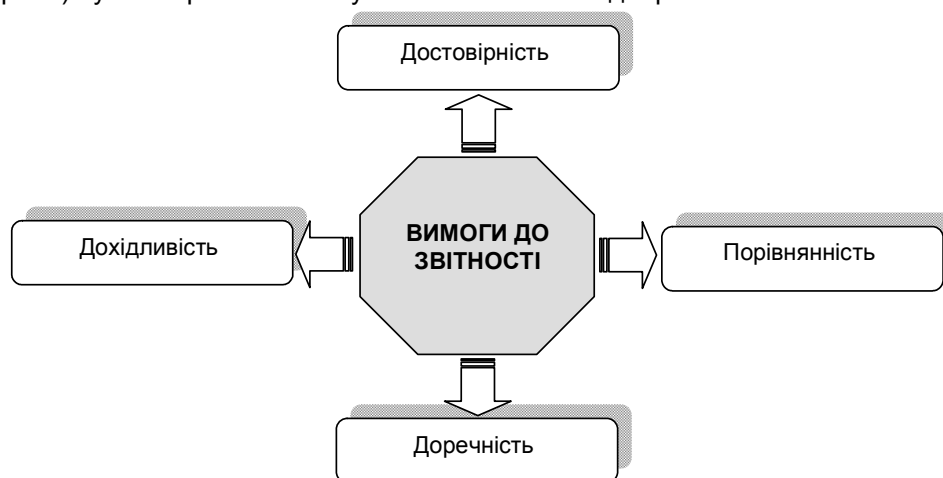 Достовірність
Дохідливість
ВИМОГИ ДО
ЗВІТНОСТІ
Порівнянність
Доречність